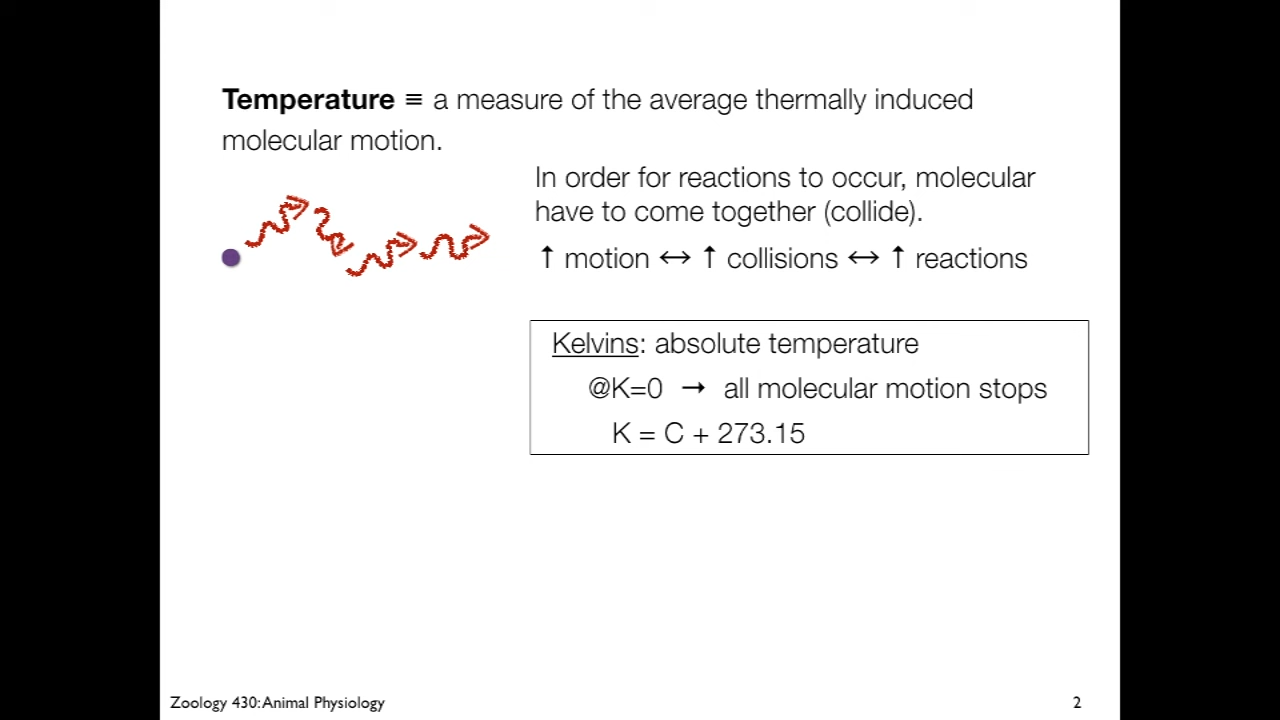 Temperature ≡ a measure of the average thermally induced
molecular motion.
In order for reactions to occur, molecular
have to come together (collide).
↑ motion ↔ ↑ collisions ↔ ↑ reactions
Kelvins: absolute temperature
@K=0 → all molecular motion stops
K = C + 273.15
Zoology 430: Animal Physiology
2